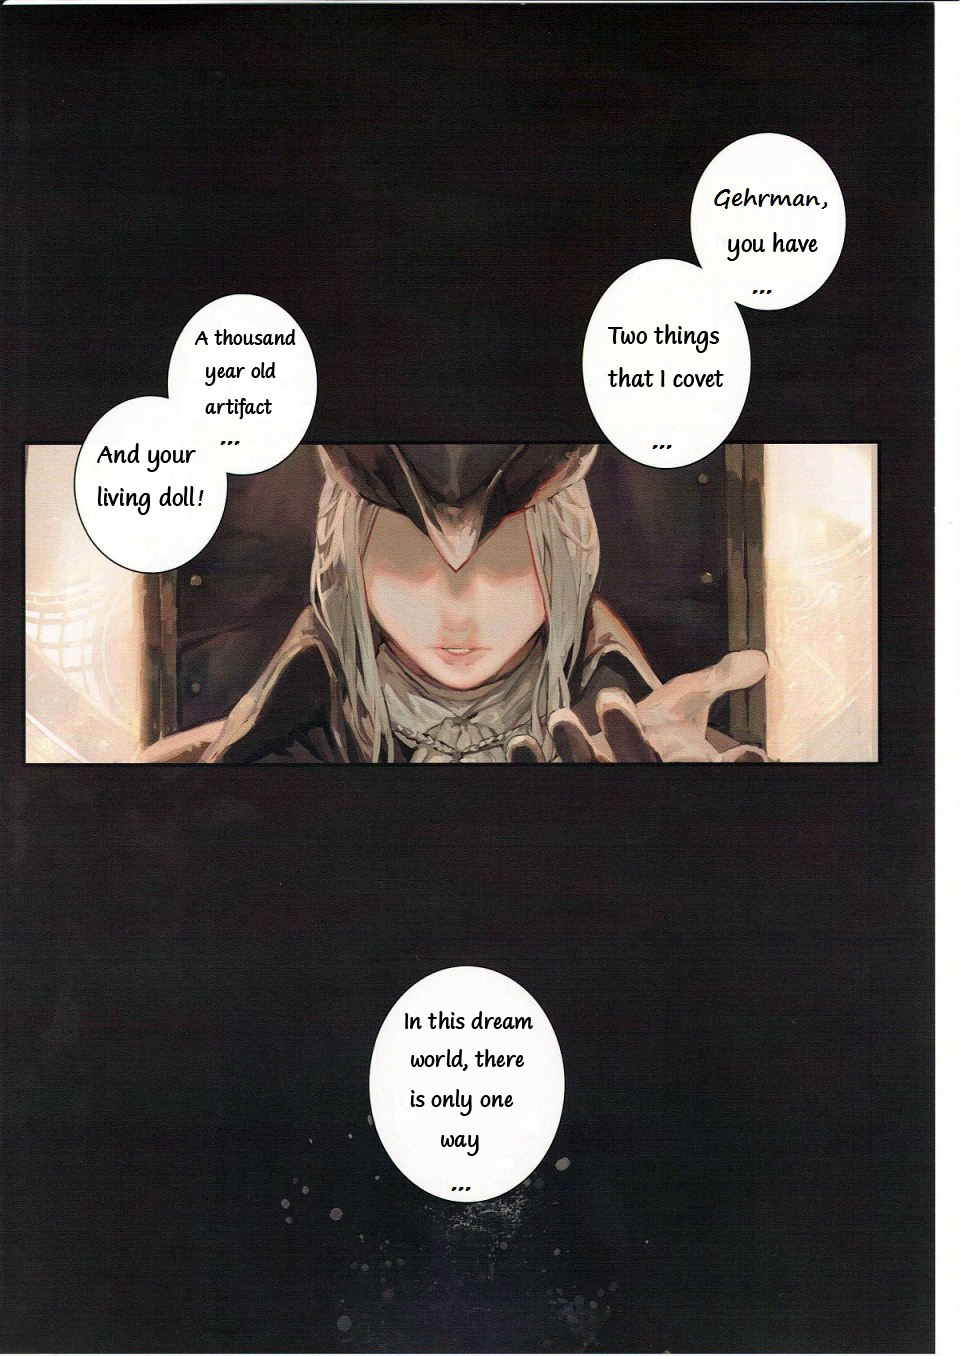 Gehrman,
you have
...
Two things
that I covet
...
A thousand
year old
artifact
...
And your
living doll!
In this dream
world, there
is only one
way
...